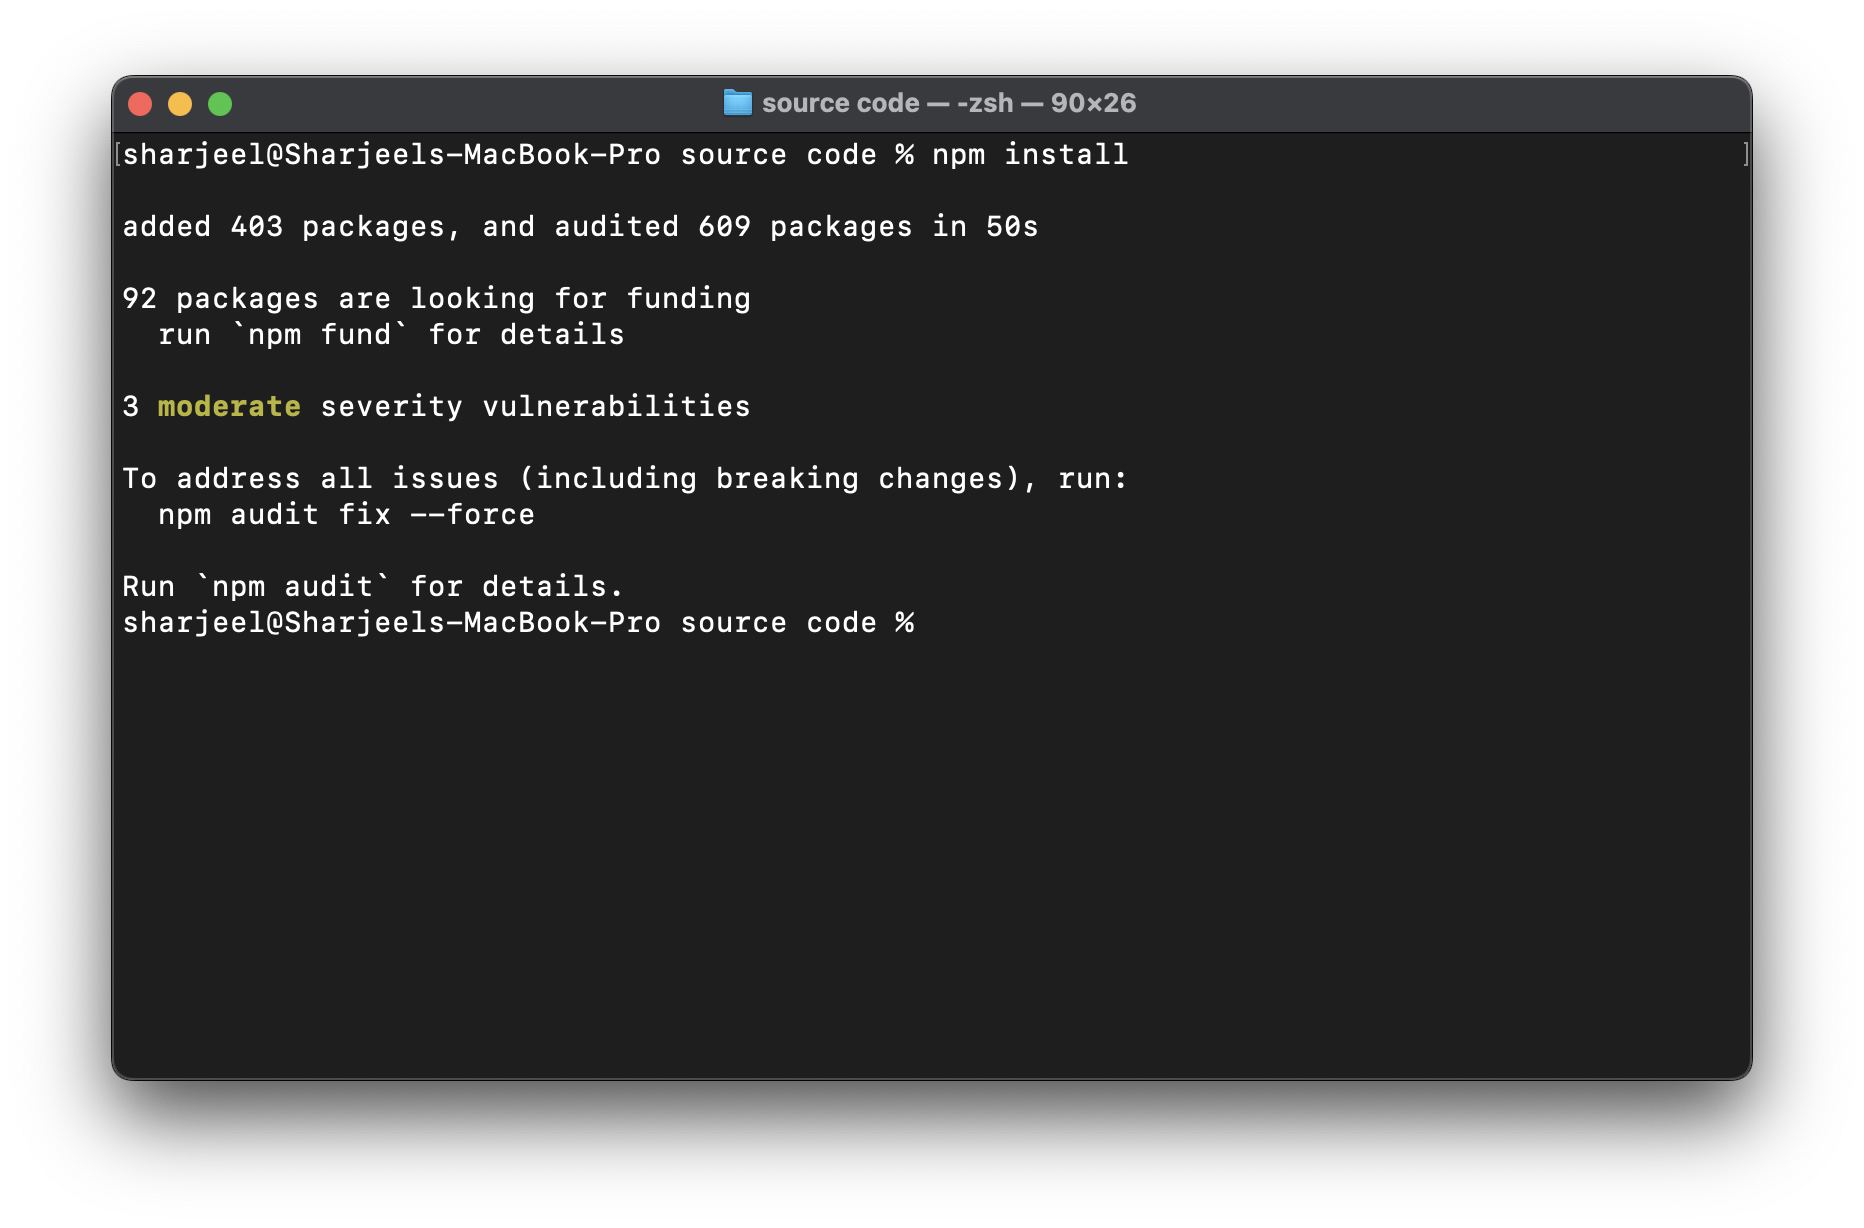 source code — -zsh — 90×26
[sharjeel@Sharjeels-MacBook-Pro source code % npm install ]
added 403 packages, and audited 609 packages in 50s
92 packages are looking for funding
  run `npm fund` for details
3 moderate severity vulnerabilities
To address all issues (including breaking changes), run:
  npm audit fix --force
Run `npm audit` for details.
sharjeel@Sharjeels-MacBook-Pro source code %